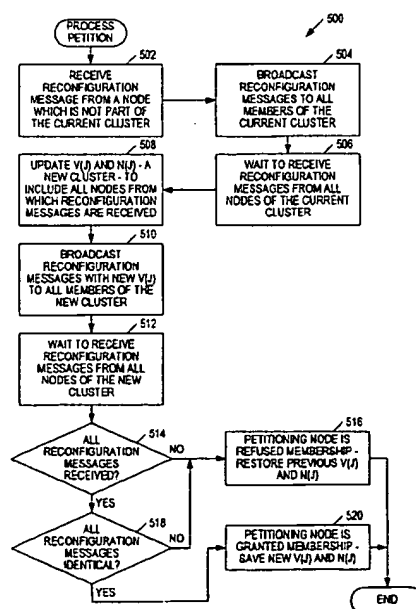 PROCESS
PETITION
500
502
RECEIVE
RECONFIGURATION
MESSAGE FROM A NODE
WHICH IS NOT PART
OF THE CURRENT
CLUSTER
504
BROADCAST
RECONFIGURATION
MESSAGES TO ALL
MEMBERS OF THE
CURRENT CLUSTER
508
UPDATE V(J) AND N(J) - A
NEW CLUSTER - TO
INCLUDE ALL NODES FROM
WHICH RECONFIGURATION
MESSAGES ARE RECEIVED
506
WAIT TO RECEIVE
RECONFIGURATION
MESSAGES FROM ALL
NODES OF THE CURRENT
CLUSTER
510
BROADCAST
RECONFIGURATION
MESSAGES WITH NEW V(J)
TO ALL MEMBERS OF THE
NEW CLUSTER
512
WAIT TO RECEIVE
RECONFIGURATION
MESSAGES FROM ALL
NODES OF THE NEW
CLUSTER
514
ALL
RECONFIGURATION
MESSAGES
RECEIVED?
NO
YES
516
PETITIONING NODE IS
REFUSED MEMBERSHIP -
RESTORE PREVIOUS V(J)
AND N(J)
518
ALL
RECONFIGURATION
MESSAGES
IDENTICAL?
NO
YES
520
PETITIONING NODE IS
GRANTED MEMBERSHIP -
SAVE NEW V(J) AND N(J)
END